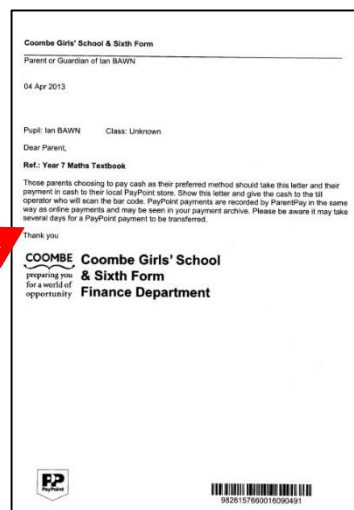 Coombe Girls' School & Sixth Form
Parent or Guardian of Ian BAWN
04 Apr 2013
Pupil: Ian BAWN Class: Unknown
Dear Parent,
Ref.: Year 7 Maths Textbook
Those parents choosing to pay cash as their preferred method should take this letter and their
payment in cash to their local PayPoint store. Show this letter and give the cash to the till
operator who will scan the bar code. PayPoint payments are recorded by ParentPay in the same
way as online payments and may be seen in your payment archive. Please be aware it may take
several days for a PayPoint payment to be transferred.
Thank you
COOMBE
preparing you
for a world of
opportunity
Coombe Girls' School
& Sixth Form
Finance Department
PP
PayPoint
9826157660016090491